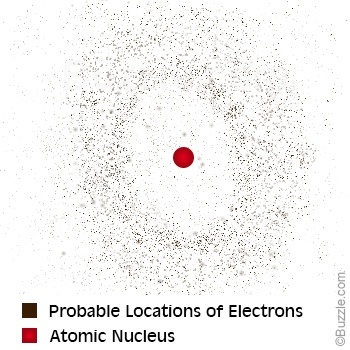 Probable Locations of Electrons
Atomic Nucleus
©Buzzle.com